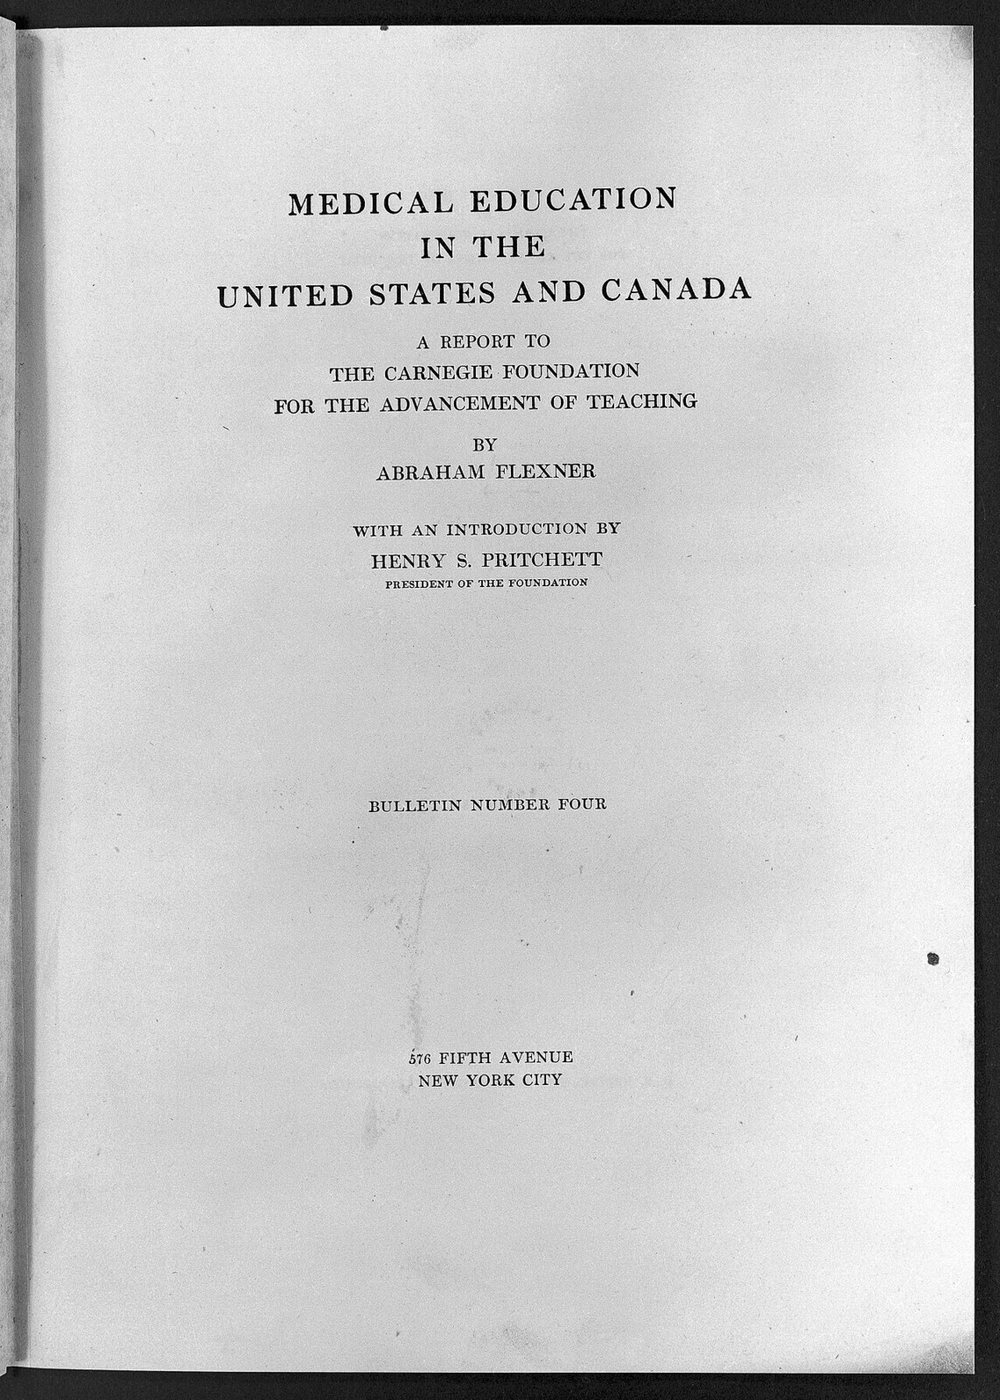 MEDICAL EDUCATION
IN THE
UNITED STATES AND CANADA
A REPORT TO
THE CARNEGIE FOUNDATION
FOR THE ADVANCEMENT OF TEACHING
BY
ABRAHAM FLEXNER
WITH AN INTRODUCTION BY
HENRY S. PRITCHETT
PRESIDENT OF THE FOUNDATION
BULLETIN NUMBER FOUR
576 FIFTH AVENUE
NEW YORK CITY